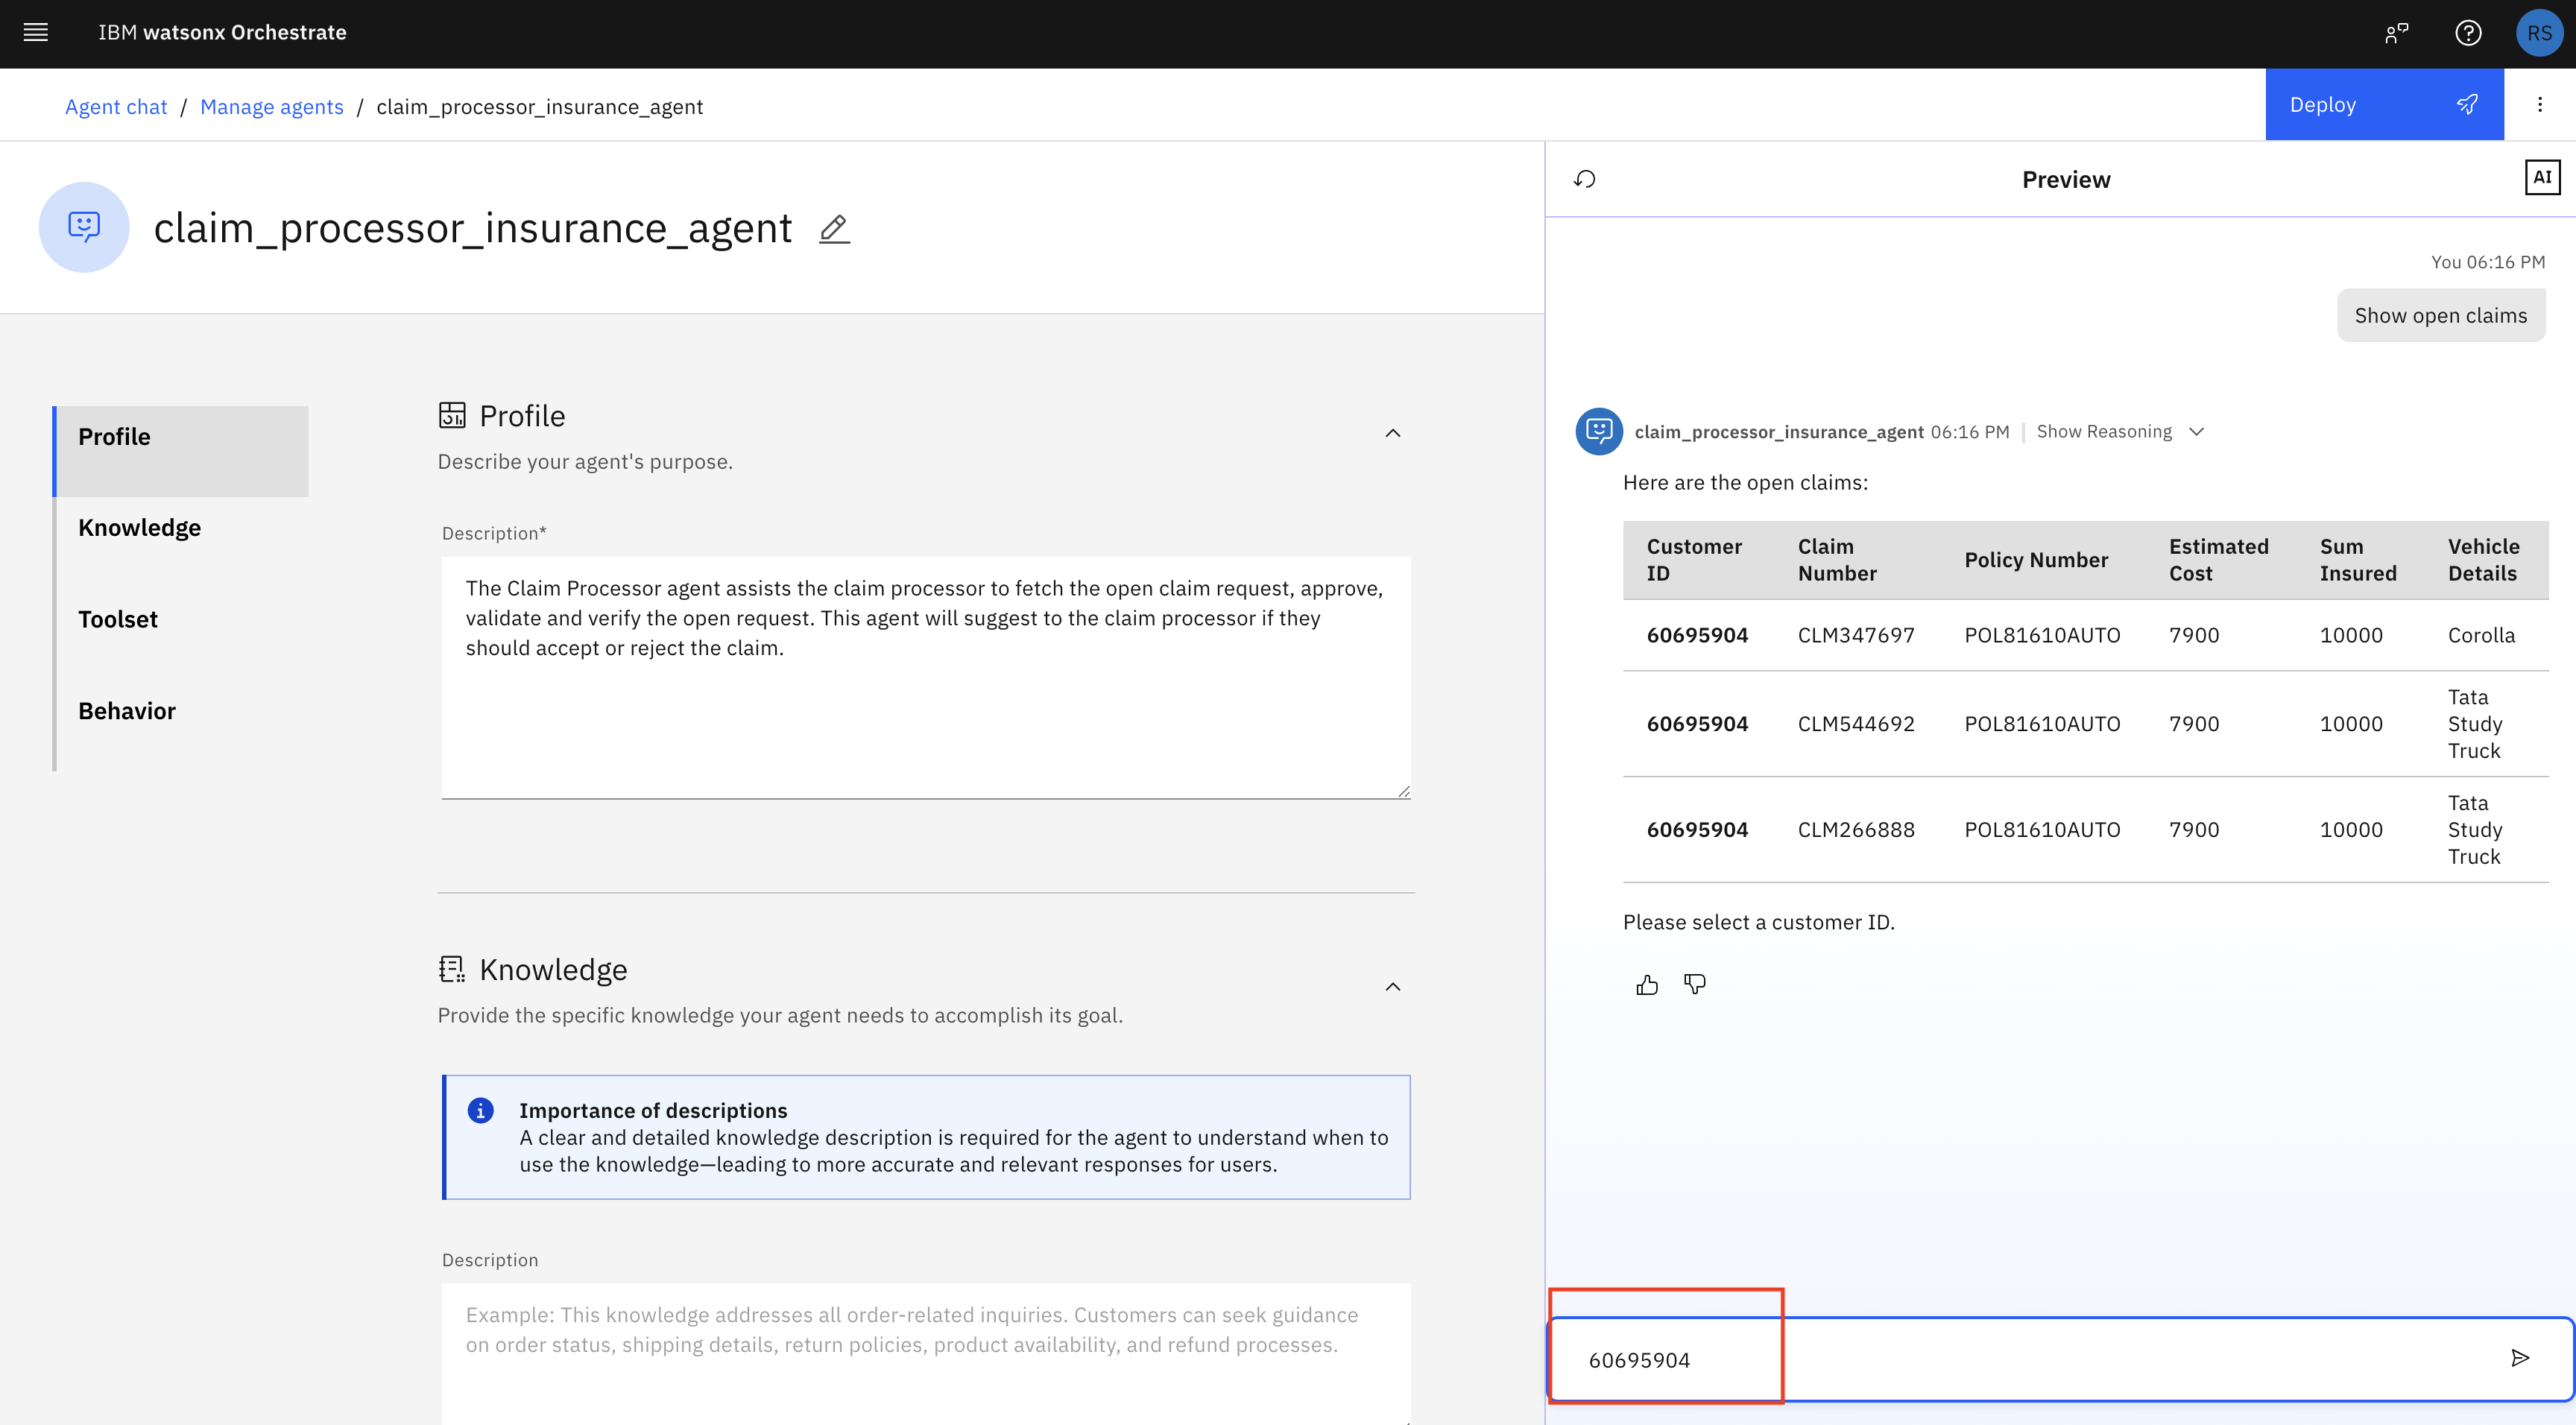 IBM watsonx Orchestrate
RS
Agent chat / Manage agents / claim_processor_insurance_agent
Deploy
claim_processor_insurance_agent
Profile
Knowledge
Toolset
Behavior
Profile
Describe your agent's purpose.
Description*
The Claim Processor agent assists the claim processor to fetch the open claim request, approve,
validate and verify the open request. This agent will suggest to the claim processor if they
should accept or reject the claim.
Knowledge
Provide the specific knowledge your agent needs to accomplish its goal.
Importance of descriptions
A clear and detailed knowledge description is required for the agent to understand when to
use the knowledge—leading to more accurate and relevant responses for users.
Description
Example: This knowledge addresses all order-related inquiries. Customers can seek guidance
on order status, shipping details, return policies, product availability, and refund processes.
Preview
AI
You 06:16 PM
Show open claims
claim_processor_insurance_agent 06:16 PM | Show Reasoning
Here are the open claims:
Customer ID Claim Number Policy Number Estimated Cost Sum Insured Vehicle Details
60695904 CLM347697 POL81610AUTO 7900 10000 Corolla
60695904 CLM544692 POL81610AUTO 7900 10000 Tata Study Truck
60695904 CLM266888 POL81610AUTO 7900 10000 Tata Study Truck
Please select a customer ID.
60695904